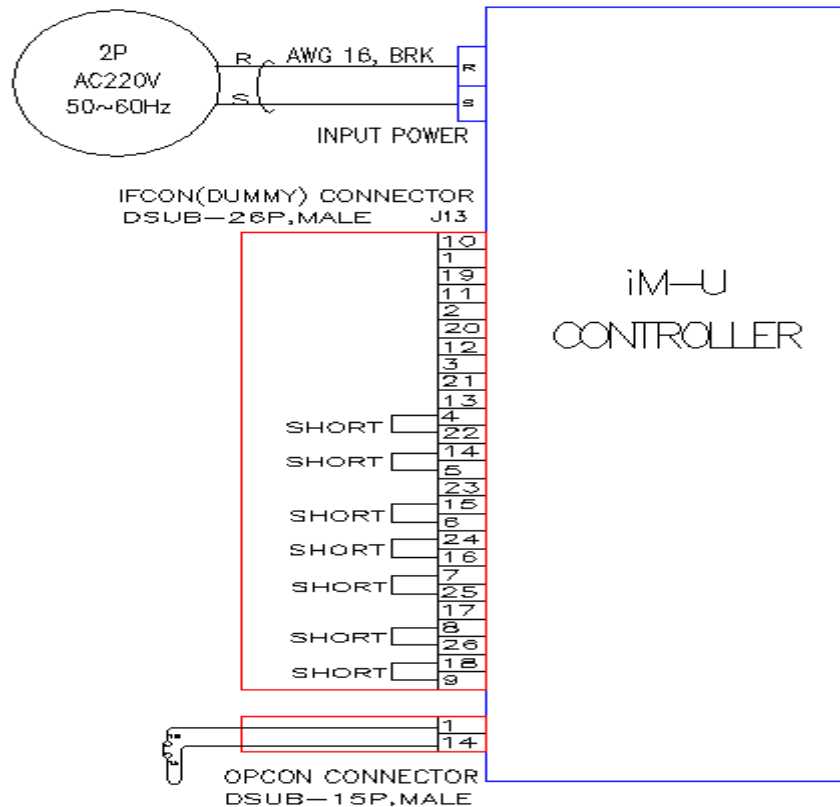 2P
AC220V
50~60Hz
R
AWG 16, BRK
S
R
S
INPUT POWER
IFCON(DUMMY) CONNECTOR
DSUB-26P,MALE
J13
10
1
19
11
2
20
12
3
21
13
4
SHORT
22
14
SHORT
5
23
15
SHORT
6
24
SHORT
16
7
SHORT
25
17
8
SHORT
26
18
SHORT
9
1
14
OPCON CONNECTOR
DSUB-15P,MALE
iM-U
CONTROLLER